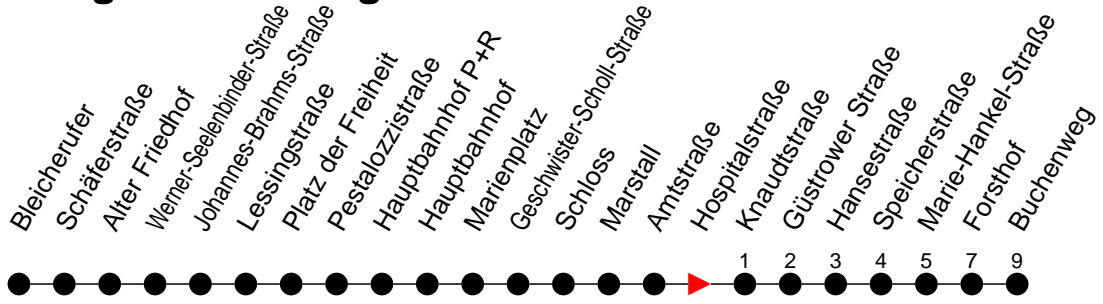 Bleicherufer
Schäferstraße
Alter Friedhof
Werner-Seelenbinder-Straße
Johannes-Brahms-Straße
Lessingstraße
Platz der Freiheit
Pestalozzistraße
Hauptbahnhof P+R
Hauptbahnhof
Marienplatz
Geschwister-Scholl-Straße
Schloss
Marstall
Amtstraße
Hospitalstraße
Knaudtstraße
Güstrower Straße
Hansestraße
Speicherstraße
Marie-Hankel-Straße
Forsthof
Buchenweg
1 2 3 4 5 7 9